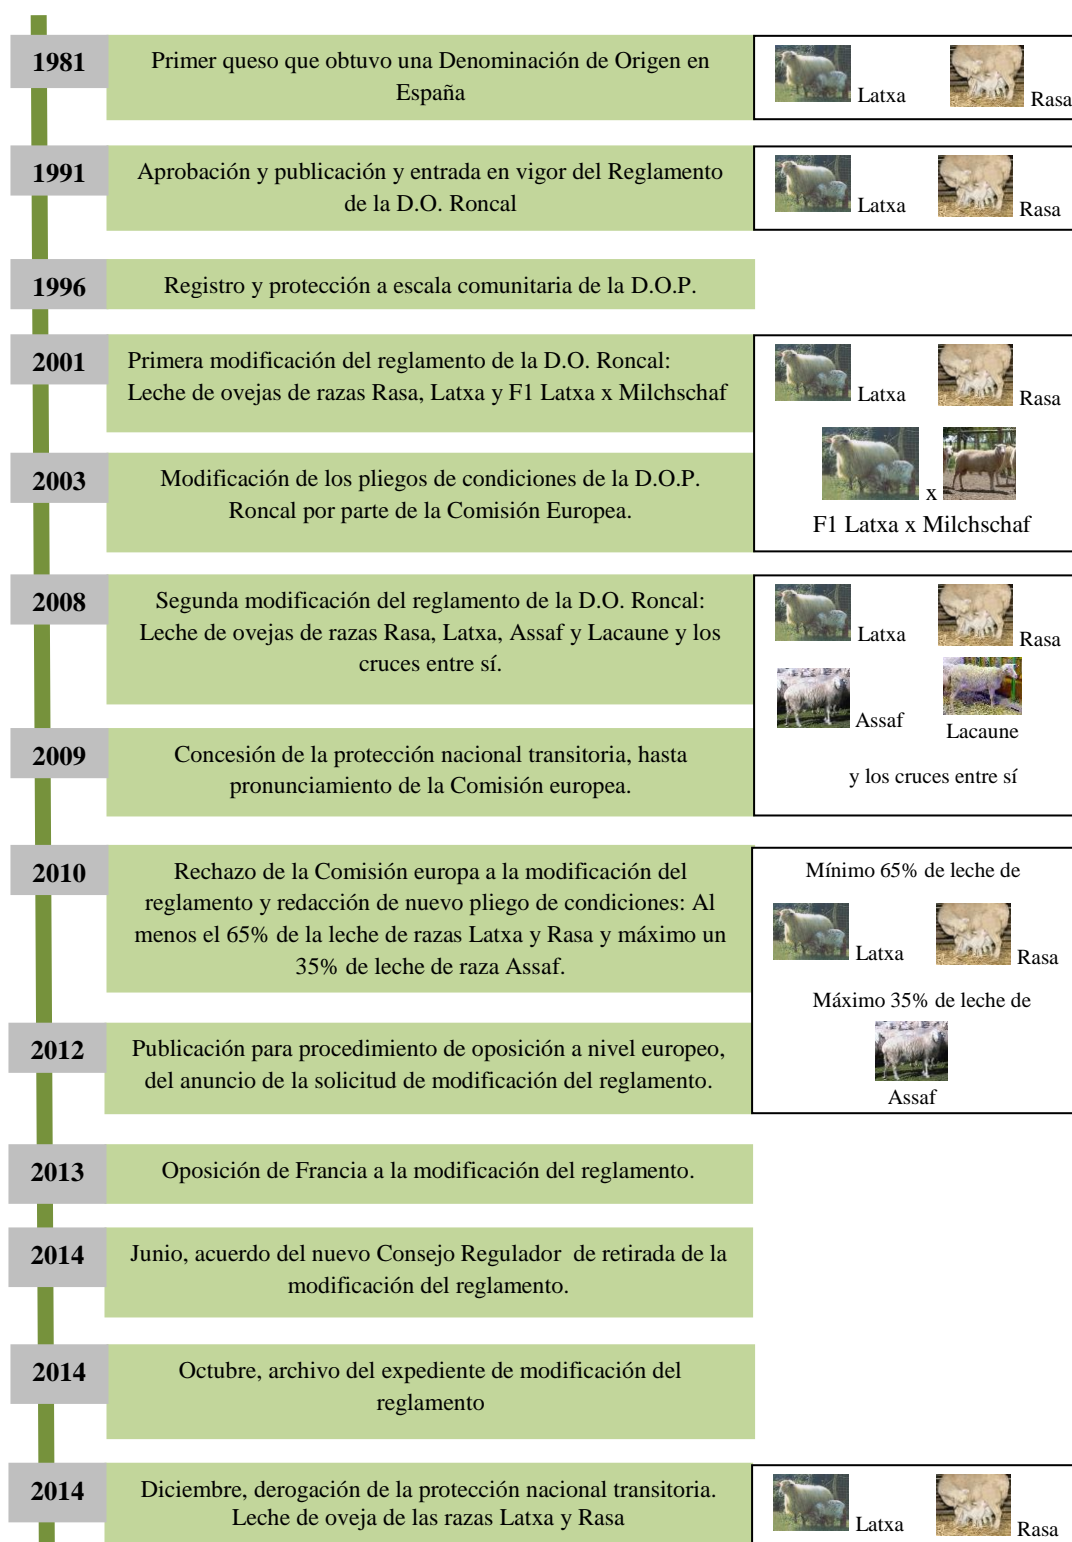 1981
Primer queso que obtuvo una Denominación de Origen en
España
Latxa
Rasa
1991
Aprobación y publicación y entrada en vigor del Reglamento
de la D.O. Roncal
Latxa
Rasa
1996
Registro y protección a escala comunitaria de la D.O.P.
2001
Primera modificación del reglamento de la D.O. Roncal:
Leche de ovejas de razas Rasa, Latxa y F1 Latxa x Milchschaf
Latxa
Rasa
x
F1 Latxa x Milchschaf
2003
Modificación de los pliegos de condiciones de la D.O.P.
Roncal por parte de la Comisión Europea.
2008
Segunda modificación del reglamento de la D.O. Roncal:
Leche de ovejas de razas Rasa, Latxa, Assaf y Lacaune y los
cruces entre sí.
Latxa
Rasa
Assaf
Lacaune
y los cruces entre sí
2009
Concesión de la protección nacional transitoria, hasta
pronunciamiento de la Comisión europea.
2010
Rechazo de la Comisión europa a la modificación del
reglamento y redacción de nuevo pliego de condiciones: Al
menos el 65% de la leche de razas Latxa y Rasa y máximo un
35% de leche de raza Assaf.
Mínimo 65% de leche de
Latxa
Rasa
Máximo 35% de leche de
Assaf
2012
Publicación para procedimiento de oposición a nivel europeo,
del anuncio de la solicitud de modificación del reglamento.
2013
Oposición de Francia a la modificación del reglamento.
2014
Junio, acuerdo del nuevo Consejo Regulador de retirada de la
modificación del reglamento.
2014
Octubre, archivo del expediente de modificación del
reglamento
2014
Diciembre, derogación de la protección nacional transitoria.
Leche de oveja de las razas Latxa y Rasa
Latxa
Rasa